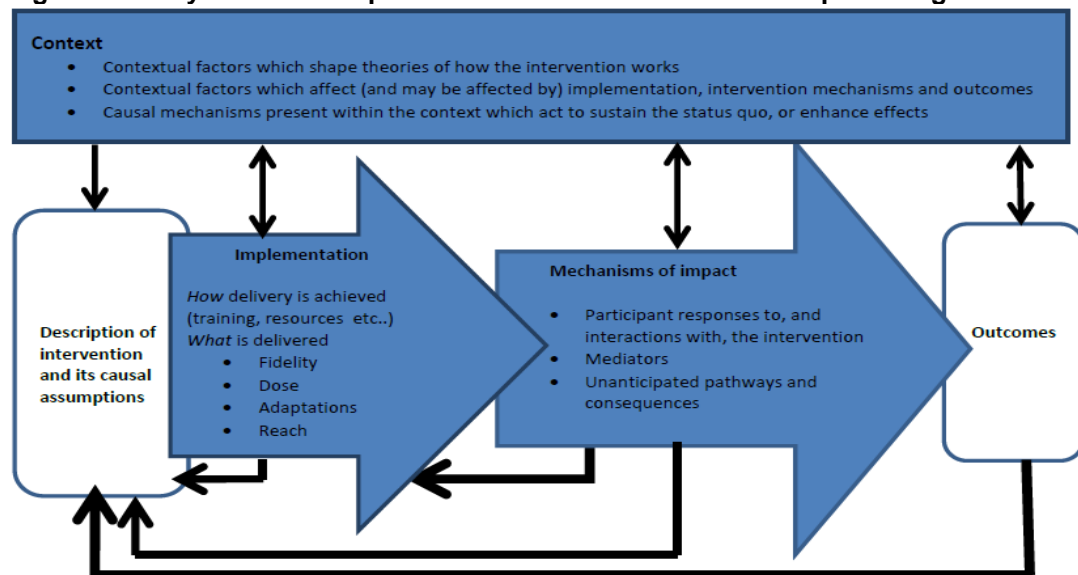 Context
• Contextual factors which shape theories of how the intervention works
• Contextual factors which affect (and may be affected by) implementation, intervention mechanisms and outcomes
• Causal mechanisms present within the context which act to sustain the status quo, or enhance effects
Description of
intervention
and its causal
assumptions
Implementation
How delivery is achieved
(training, resources etc..)
What is delivered
• Fidelity
• Dose
• Adaptations
• Reach
Mechanisms of impact
• Participant responses to, and
interactions with, the intervention
• Mediators
• Unanticipated pathways and
consequences
Outcomes